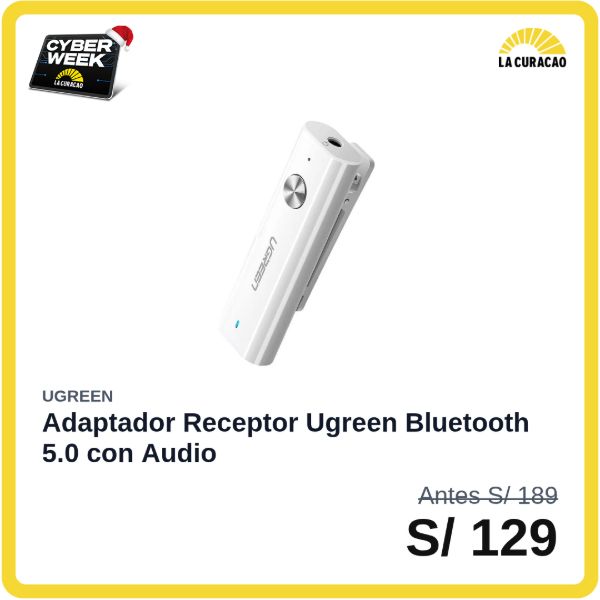 CYBER
WEEK
LA CURACAO
LA CURACAO
UGREEN
UGREEN
Adaptador Receptor Ugreen Bluetooth
5.0 con Audio
Antes S/ 189
S/ 129